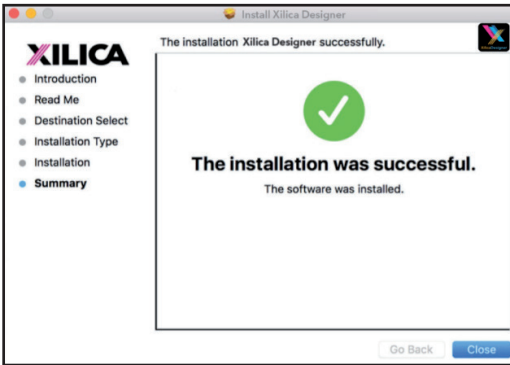 Install Xilica Designer
XILICA
The installation Xilica Designer successfully.
Introduction
Read Me
Destination Select
Installation Type
Installation
Summary
The installation was successful.
The software was installed.
Go Back
Close